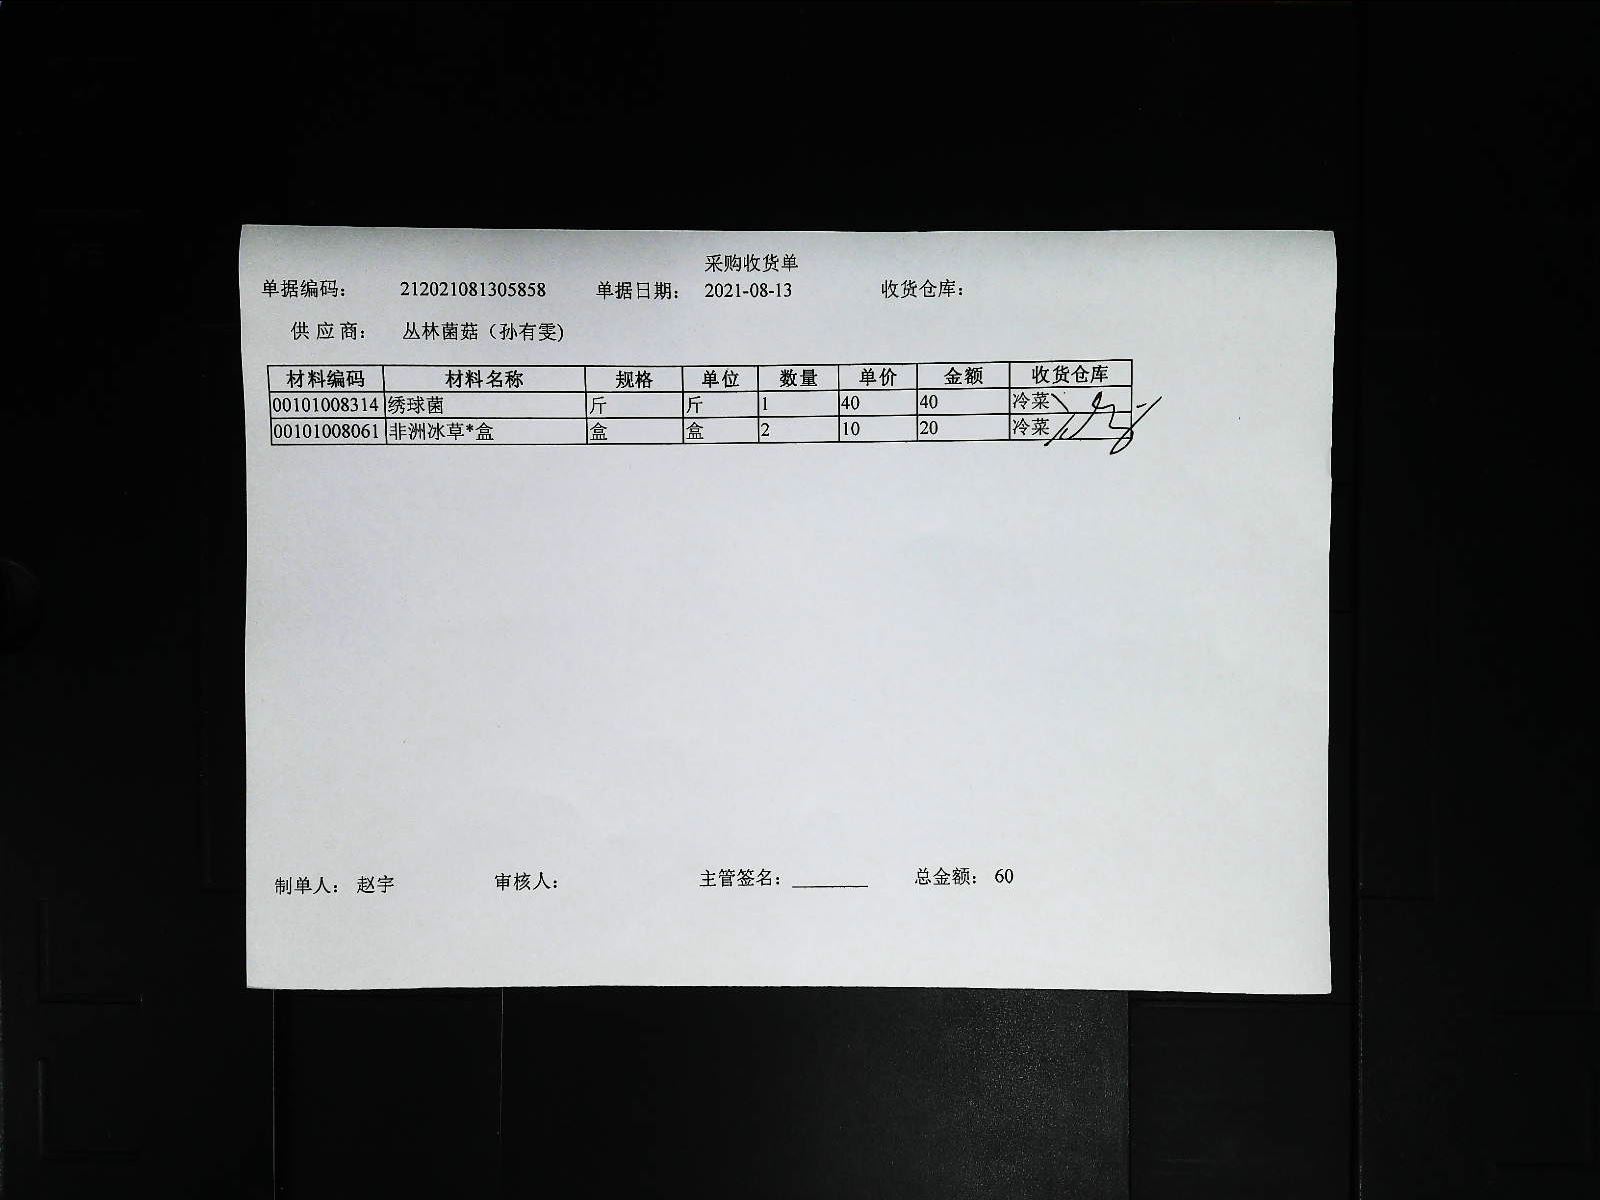 采购收货单
单据编码： 212021081305858 单据日期： 2021-08-13 收货仓库：
供 应 商： 丛林菌菇（孙有雯)
材料编码 材料名称 规格 单位 数量 单价 金额 收货仓库
00101008314 绣球菌 斤 斤 1 40 40 冷菜
00101008061 非洲冰草*盒 盒 盒 2 10 20 冷菜
制单人： 赵宇 审核人： 主管签名： ________ 总金额： 60